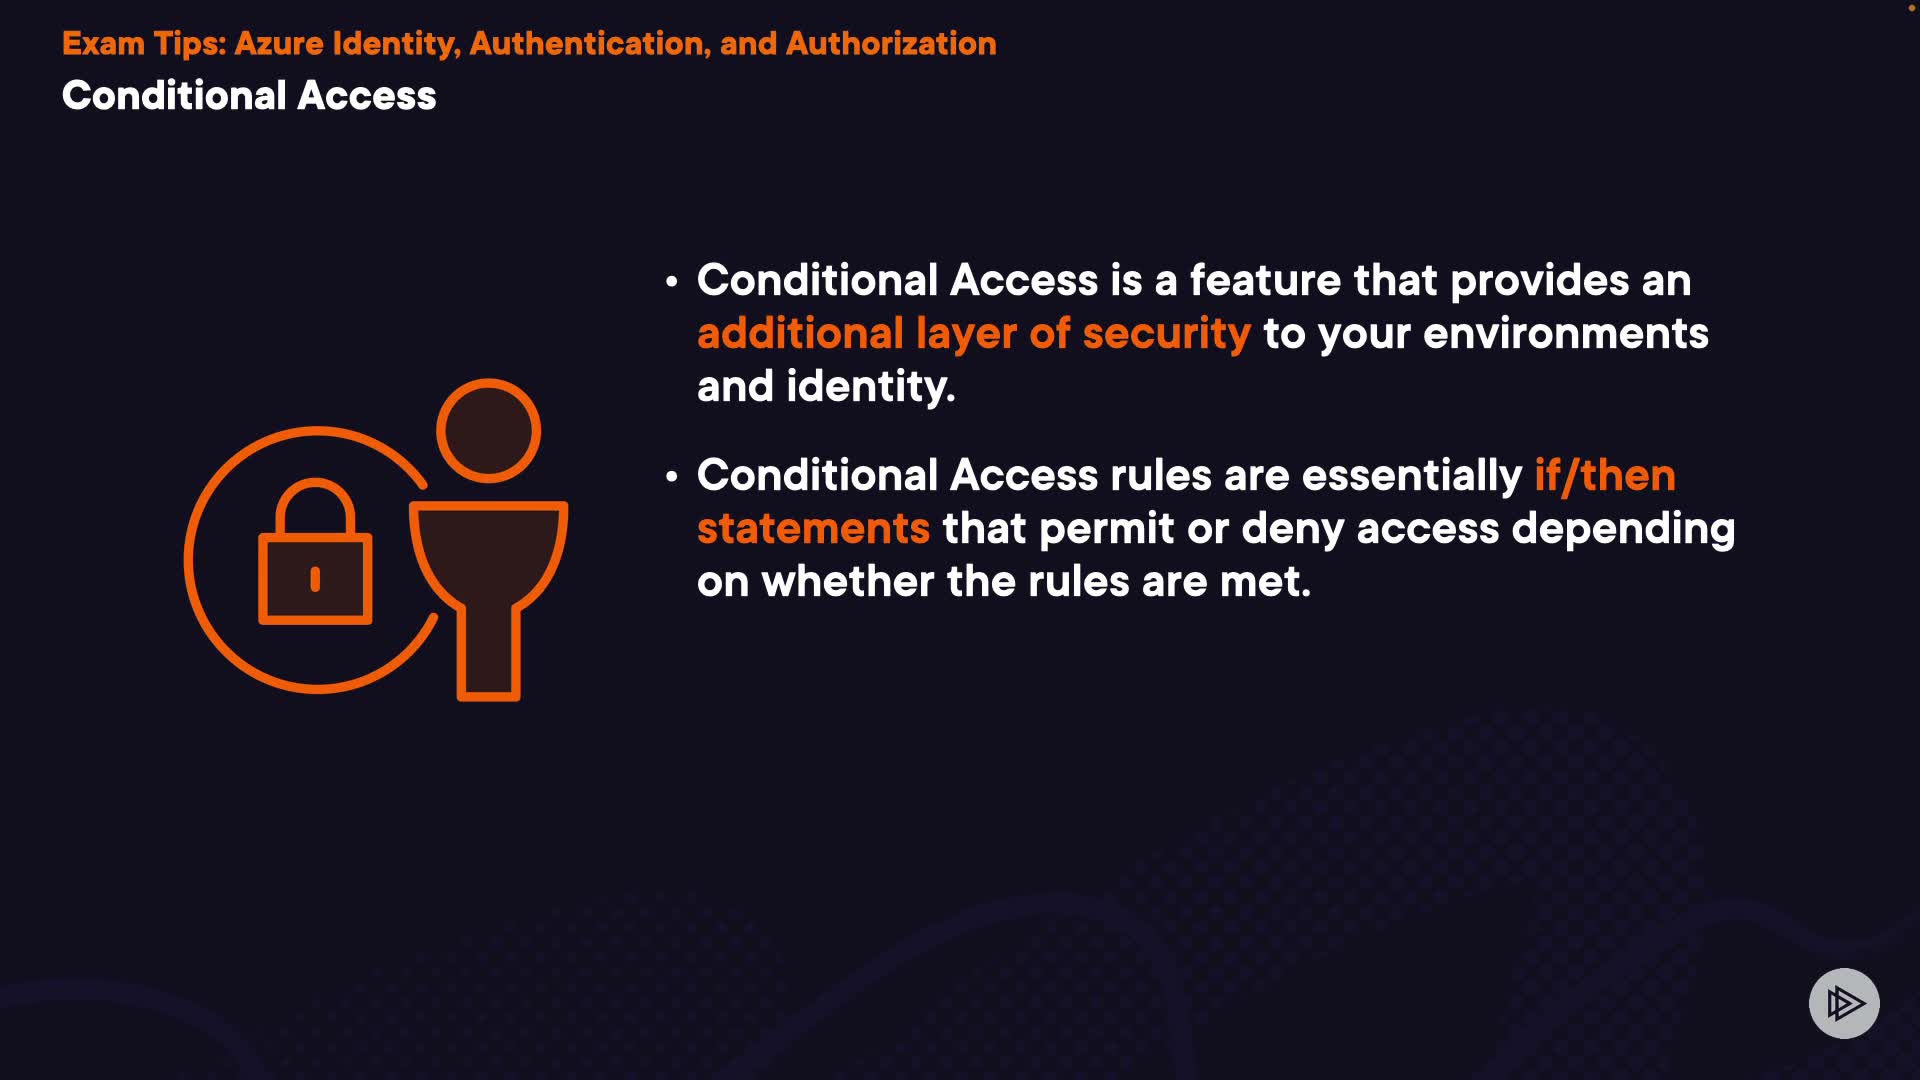 Exam Tips: Azure Identity, Authentication, and Authorization
Conditional Access
• Conditional Access is a feature that provides an
additional layer of security to your environments
and identity.
• Conditional Access rules are essentially if/then
statements that permit or deny access depending
on whether the rules are met.